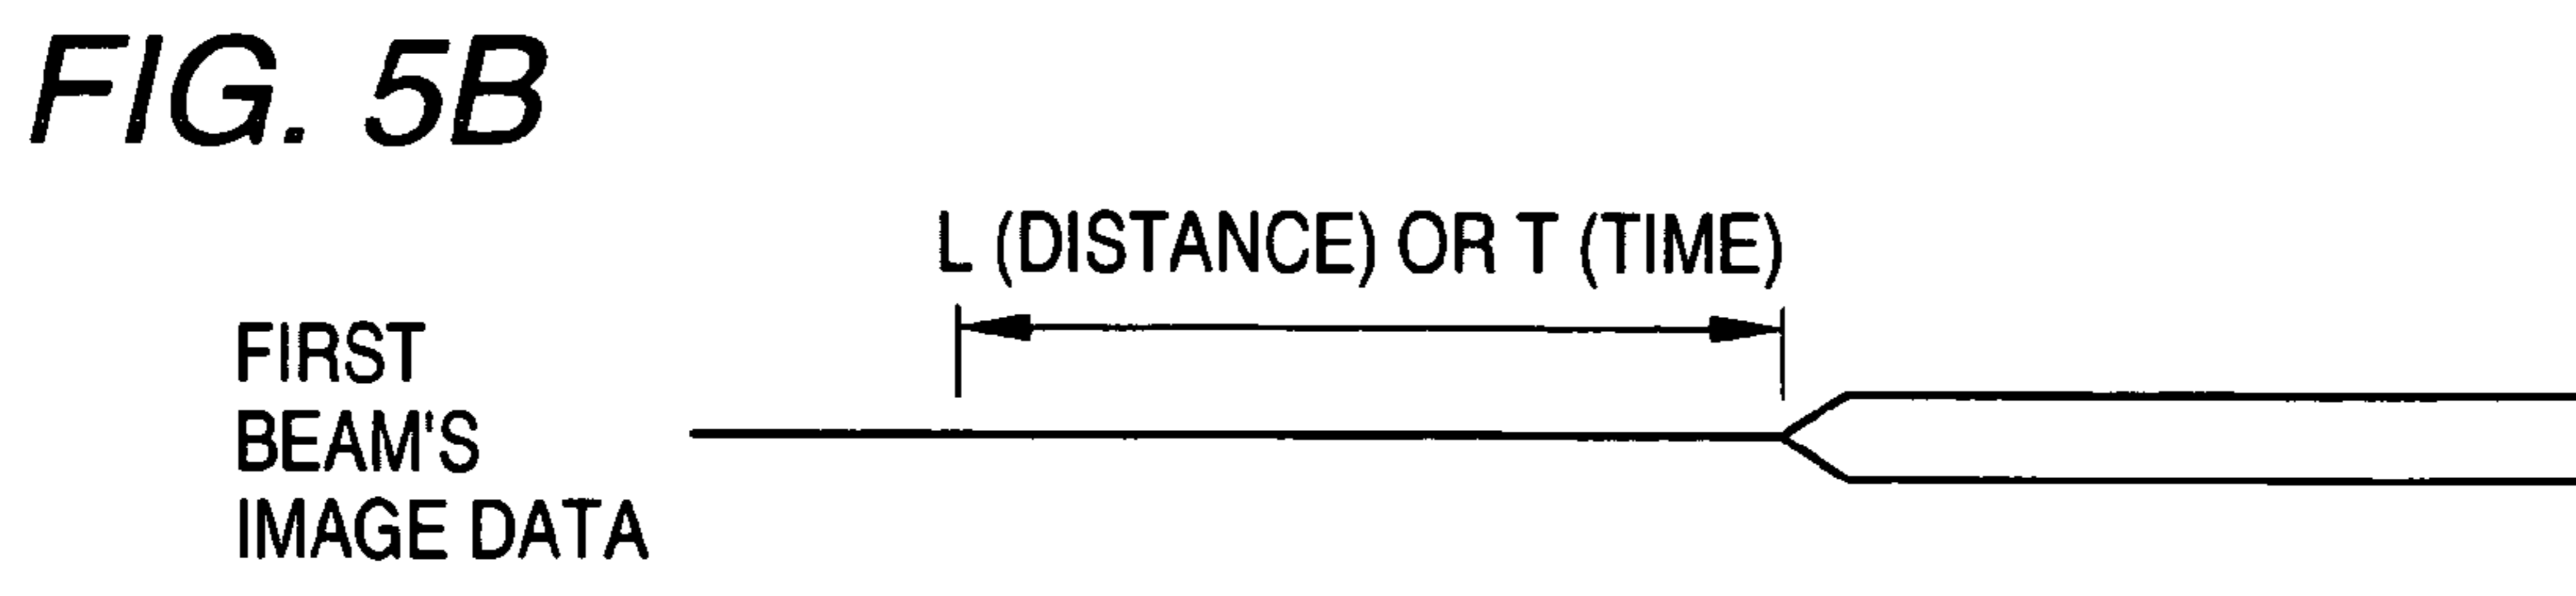 FIG. 5B
L (DISTANCE) OR T (TIME)
FIRST
BEAM'S
IMAGE DATA